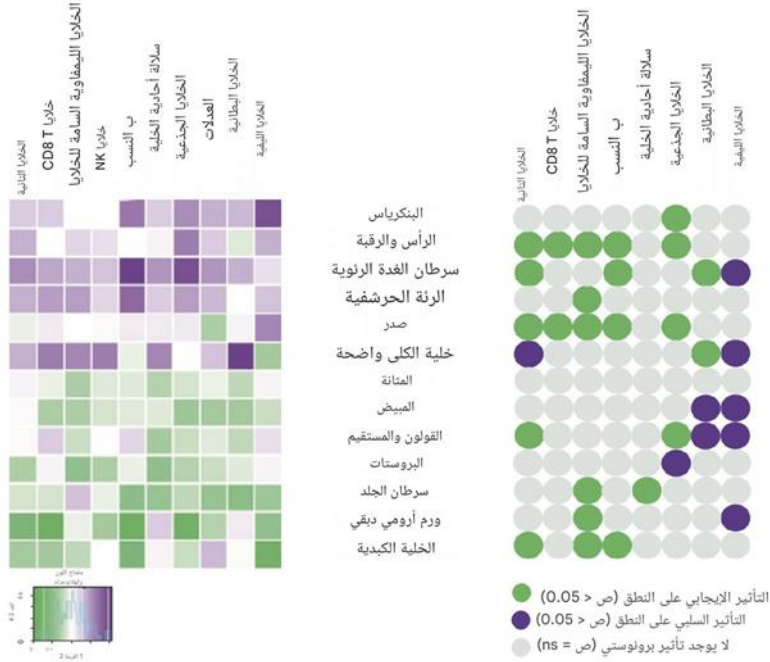 الخلايا التائية
خلايا CD8 T
الخلايا الليمفاوية السامة للخلايا
خلايا NK
ب النسب
سلالة أحادية الخلية
الخلايا الجذعية
العدلات
الخلايا البطانية
الخلايا الليفية
الخلايا التائية
خلايا CD8 T
الخلايا الليمفاوية السامة للخلايا
ب النسب
سلالة أحادية الخلية
الخلايا الجذعية
الخلايا البطانية
الخلايا الليفية
البنكرياس
الرأس والرقبة
سرطان الغدة الرئوية
الرئة الحرشفية
صدر
خلية الكلى واضحة
المثانة
المبيض
القولون والمستقيم
البروستات
سرطان الجلد
ورم أرومي دبقي
الخلية الكبدية
التأثير الإيجابي على النطق (ص < 0.05)
التأثير السلبي على النطق (ص < 0.05)
لا يوجد تأثير برونوستي (ص = ns)
مفتاح اللون